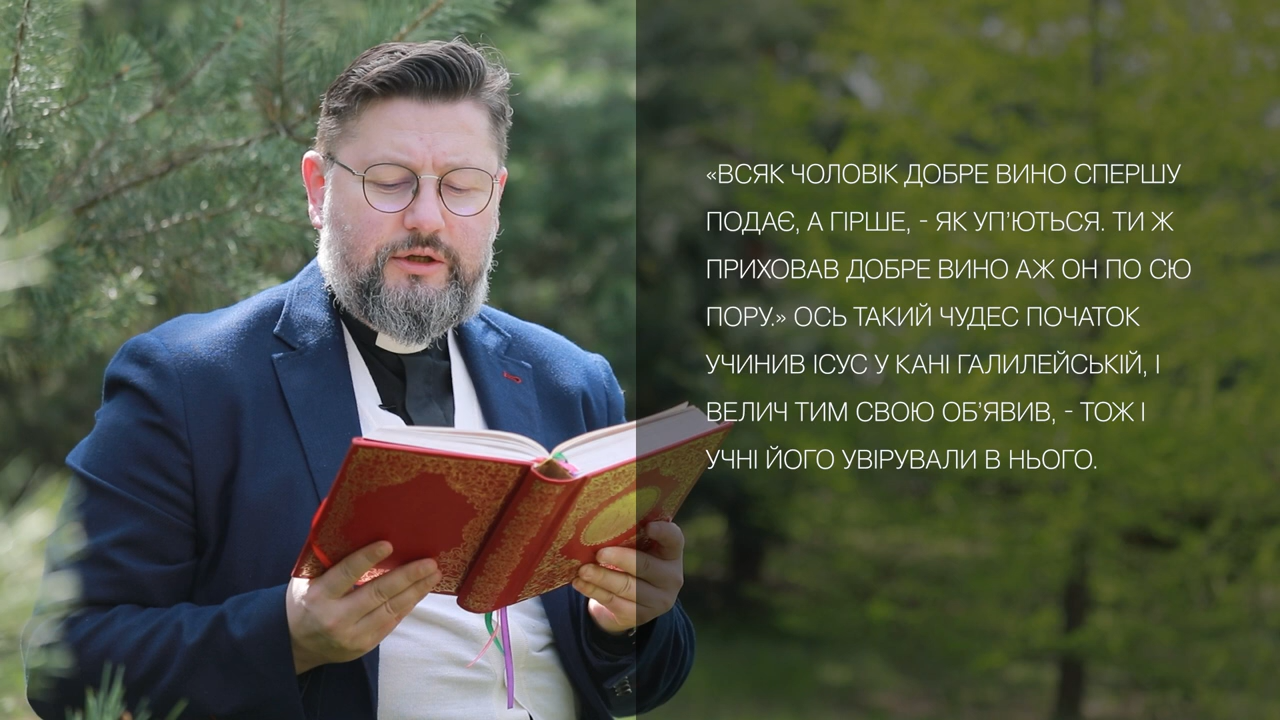 «ВСЯК ЧОЛОВІК ДОБРЕ ВИНО СПЕРШУ
ПОДАЄ, А ГІРШЕ, - ЯК УП’ЮТЬСЯ. ТИ Ж
ПРИХОВАВ ДОБРЕ ВИНО АЖ ОН ПО СЮ
ПОРУ.» ОСЬ ТАКИЙ ЧУДЕС ПОЧАТОК
УЧИНИВ ІСУС У КАНІ ГАЛИЛЕЙСЬКІЙ, І
ВЕЛИЧ ТИМ СВОЮ ОБ’ЯВИВ, - ТОЖ І
УЧНІ ЙОГО УВІРУВАЛИ В НЬОГО.